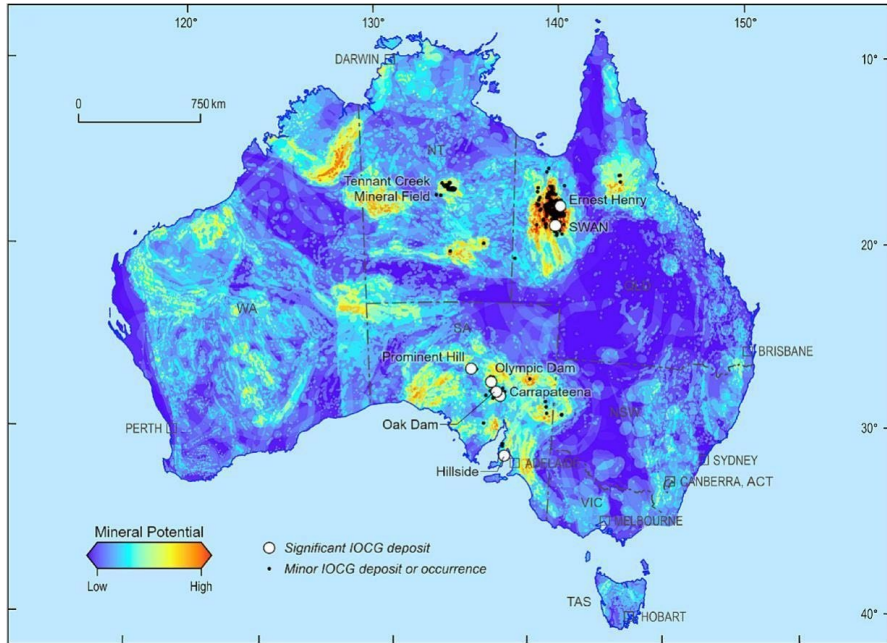 120°
130°
140°
150°
10°
DARWIN
0
750 km
NT
Tennant Creek
Mineral Field
Ernest Henry
SWAN
20°
QLD
WA
SA
Prominent Hill
Olympic Dam
BRISBANE
Carrapateena
NSW
PERTH
Oak Dam
30°
Hillside
ADELAIDE
SYDNEY
CANBERRA, ACT
VIC
MELBOURNE
Mineral Potential
Low
High
Significant IOCG deposit
Minor IOCG deposit or occurrence
TAS
HOBART
40°